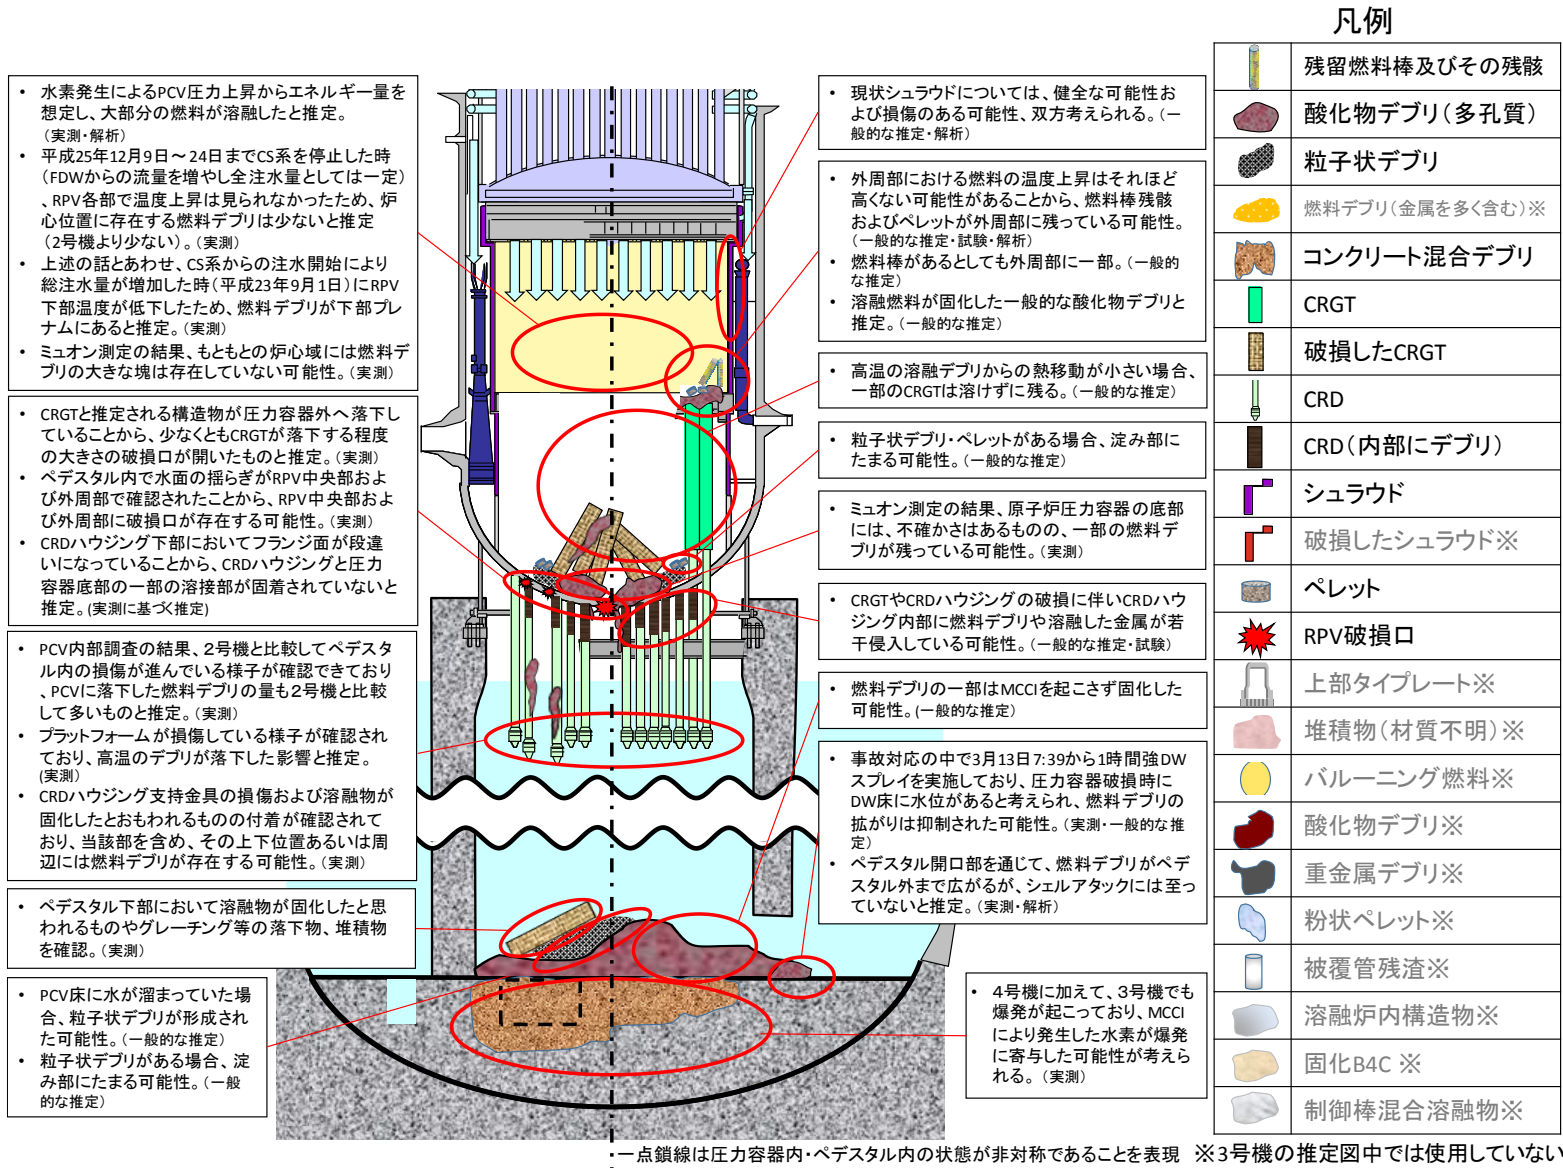 凡例
• 水素発生によるPCV圧力上昇からエネルギー量を
想定し、大部分の燃料が溶融したと推定。
(実測・解析)
• 平成25年12月9日～24日までCS系を停止した時
(FDWからの流量を増やし全注水量としては一定)
、RPV各部で温度上昇は見られなかったため、炉
心位置に存在する燃料デブリは少ないと推定
(2号機より少ない)。(実測)
• 上述の話とあわせ、CS系からの注水開始により
総注水量が増加した時(平成23年9月1日)にRPV
下部温度が低下したため、燃料デブリが下部プレ
ナムにあると推定。(実測)
• ミュオン測定の結果、もともとの炉心域には燃料デ
ブリの大きな塊は存在していない可能性。(実測)
• CRGTと推定される構造物が圧力容器外へ落下し
ていることから、少なくともCRGTが落下する程度
の大きさの破損口が開いたものと推定。(実測)
• ペデスタル内で水面の揺らぎがRPV中央部およ
び外周部で確認されたことから、RPV中央部およ
び外周部に破損口が存在する可能性。(実測)
• CRDハウジング下部においてフランジ面が段違
いになっていることから、CRDハウジングと圧力
容器底部の一部の溶接部が固着されていないと
推定。(実測に基づく推定)
• PCV内部調査の結果、2号機と比較してペデスタ
ル内の損傷が進んでいる様子が確認できており
、PCVに落下した燃料デブリの量も2号機と比較
して多いものと推定。(実測)
• プラットフォームが損傷している様子が確認され
ており、高温のデブリが落下した影響と推定。
(実測)
• CRDハウジング支持金具の損傷および溶融物が
固化したとおもわれるものの付着が確認されて
おり、当該部を含め、その上下位置あるいは周
辺には燃料デブリが存在する可能性。(実測)
• ペデスタル下部において溶融物が固化したと思
われるものやグレーチング等の落下物、堆積物
を確認。(実測)
• PCV床に水が溜まっていた場
合、粒子状デブリが形成され
た可能性。(一般的な推定)
• 粒子状デブリがある場合、淀
み部にたまる可能性。(一般
的な推定)
• 現状シュラウドについては、健全な可能性お
よび損傷のある可能性、双方考えられる。(一
般的な推定・解析)
• 外周部における燃料の温度上昇はそれほど
高くない可能性があることから、燃料棒残骸
およびペレットが外周部に残っている可能性。
(一般的な推定・試験・解析)
• 燃料棒があるとしても外周部に一部。(一般的
な推定)
• 溶融燃料が固化した一般的な酸化物デブリと
推定。(一般的な推定)
• 高温の溶融デブリからの熱移動が小さい場合、
一部のCRGTは溶けずに残る。(一般的な推定)
• 粒子状デブリ・ペレットがある場合、淀み部に
たまる可能性。(一般的な推定)
• ミュオン測定の結果、原子炉圧力容器の底部
には、不確かさはあるものの、一部の燃料デ
ブリが残っている可能性。(実測)
• CRGTやCRDハウジングの破損に伴いCRDハウ
ジング内部に燃料デブリや溶融した金属が若
干侵入している可能性。(一般的な推定・試験)
• 燃料デブリの一部はMCCIを起こさず固化した
可能性。(一般的な推定)
• 事故対応の中で3月13日7:39から1時間強DW
スプレイを実施しており、圧力容器破損時に
DW床に水位があると考えられ、燃料デブリの
拡がりは抑制された可能性。(実測・一般的な推
定)
• ペデスタル開口部を通じて、燃料デブリがペデ
スタル外まで広がるが、シェルアタックには至っ
ていないと推定。(実測・解析)
• 4号機に加えて、3号機でも
爆発が起こっており、MCCI
により発生した水素が爆発
に寄与した可能性が考えら
れる。(実測)
残留燃料棒及びその残骸
酸化物デブリ(多孔質)
粒子状デブリ
燃料デブリ(金属を多く含む)※
コンクリート混合デブリ
CRGT
破損したCRGT
CRD
CRD(内部にデブリ)
シュラウド
破損したシュラウド※
ペレット
RPV破損口
上部タイプレート※
堆積物(材質不明)※
バルーニング燃料※
酸化物デブリ※
重金属デブリ※
粉状ペレット※
被覆管残渣※
溶融炉内構造物※
固化B4C ※
制御棒混合溶融物※
一点鎖線は圧力容器内・ペデスタル内の状態が非対称であることを表現 ※3号機の推定図中では使用していない